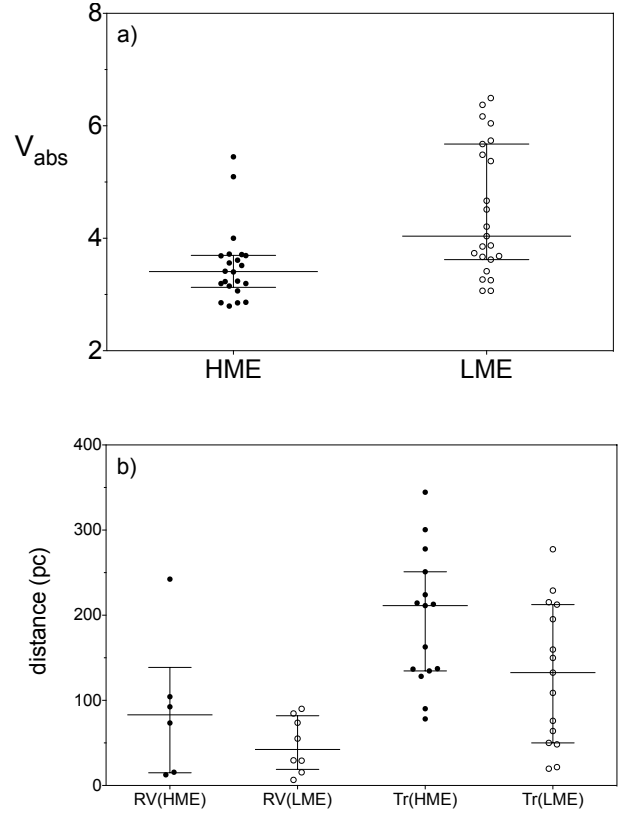 a)
8
6
4
2
V_abs
HME LME
b)
400
300
200
100
0
distance (pc)
RV(HME) RV(LME) Tr(HME) Tr(LME)